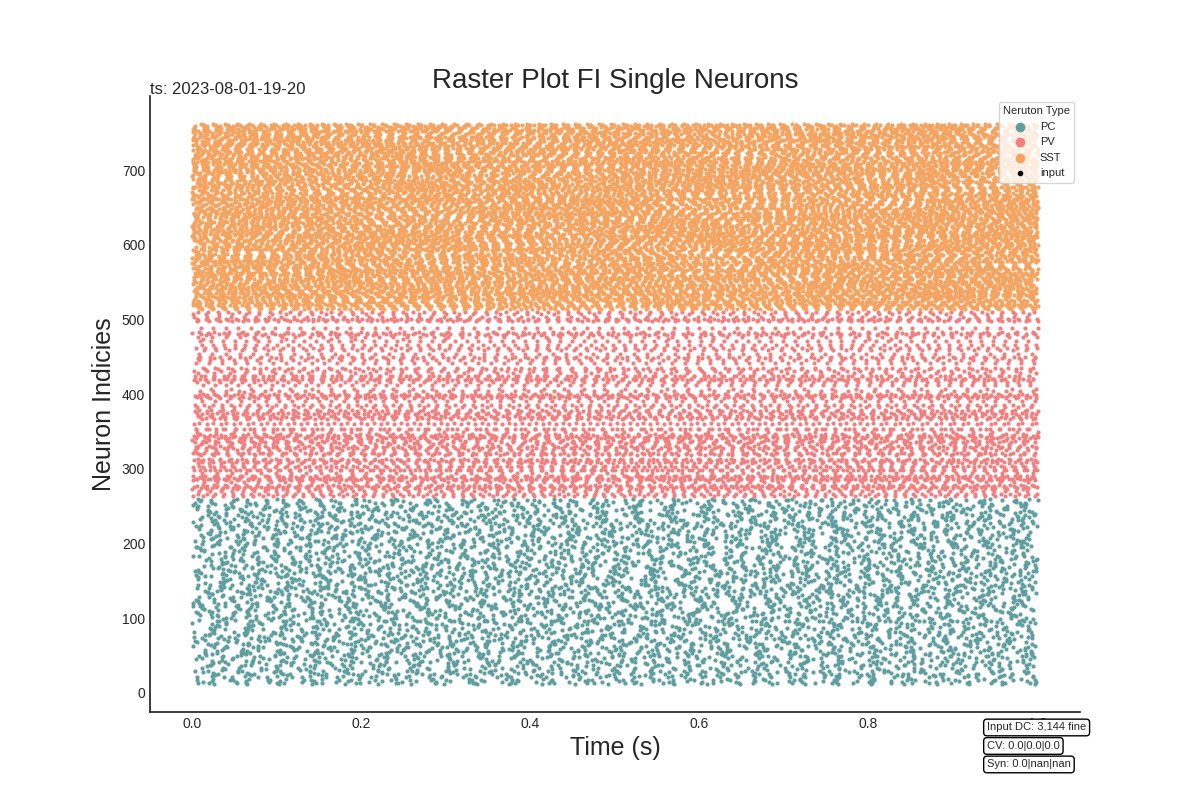 Raster Plot FI Single Neurons
ts: 2023-08-01-19-20
Neruton Type
PC
PV
SST
input
Neuron Indicies
700
600
500
400
300
200
100
0
0.0 0.2 0.4 0.6 0.8
Time (s)
Input DC: 3,144 fine
CV: 0.0|0.0|0.0
Syn: 0.0|nan|nan